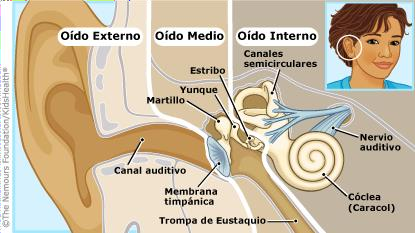 Oído Externo
Oído Medio
Oído Interno
Canales
semicirculares
Estribo
Yunque
Martillo
Nervio
auditivo
Canal auditivo
Membrana
timpánica
Cóclea
(Caracol)
Trompa de Eustaquio
©The Nemours Foundation/KidsHealth®